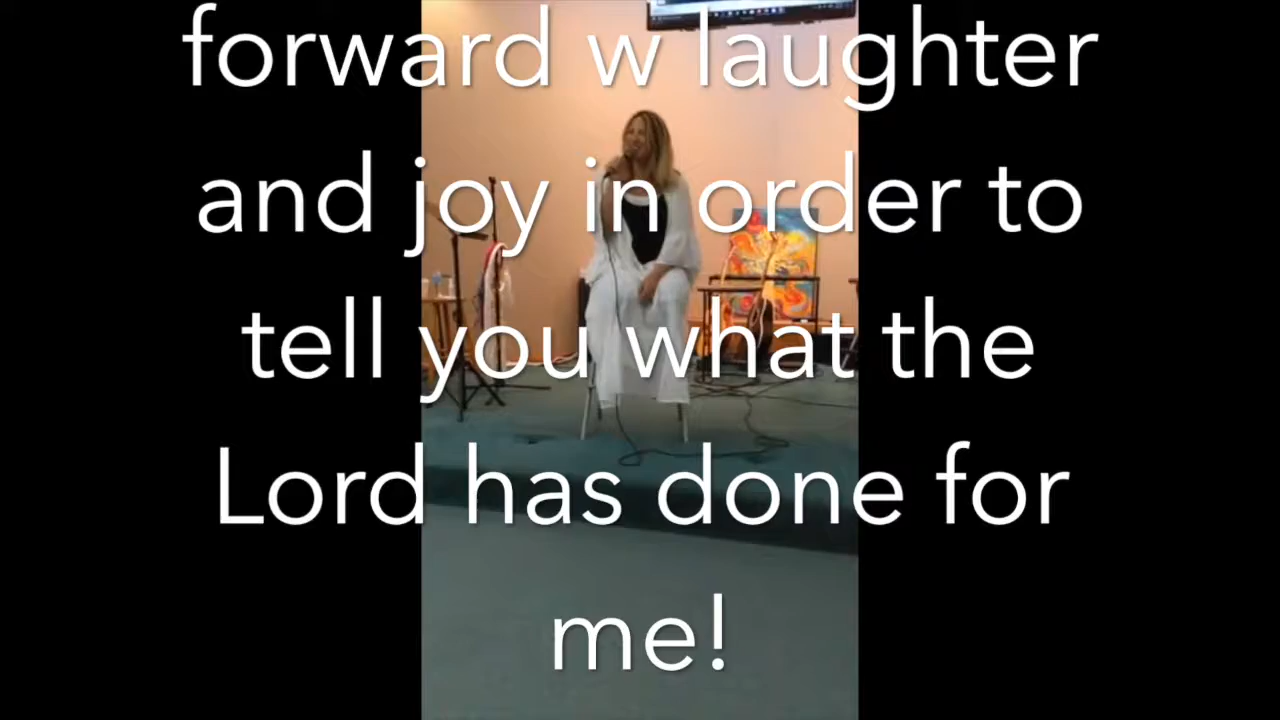 forward w laughter
and joy in order to
tell you what the
Lord has done for
me!